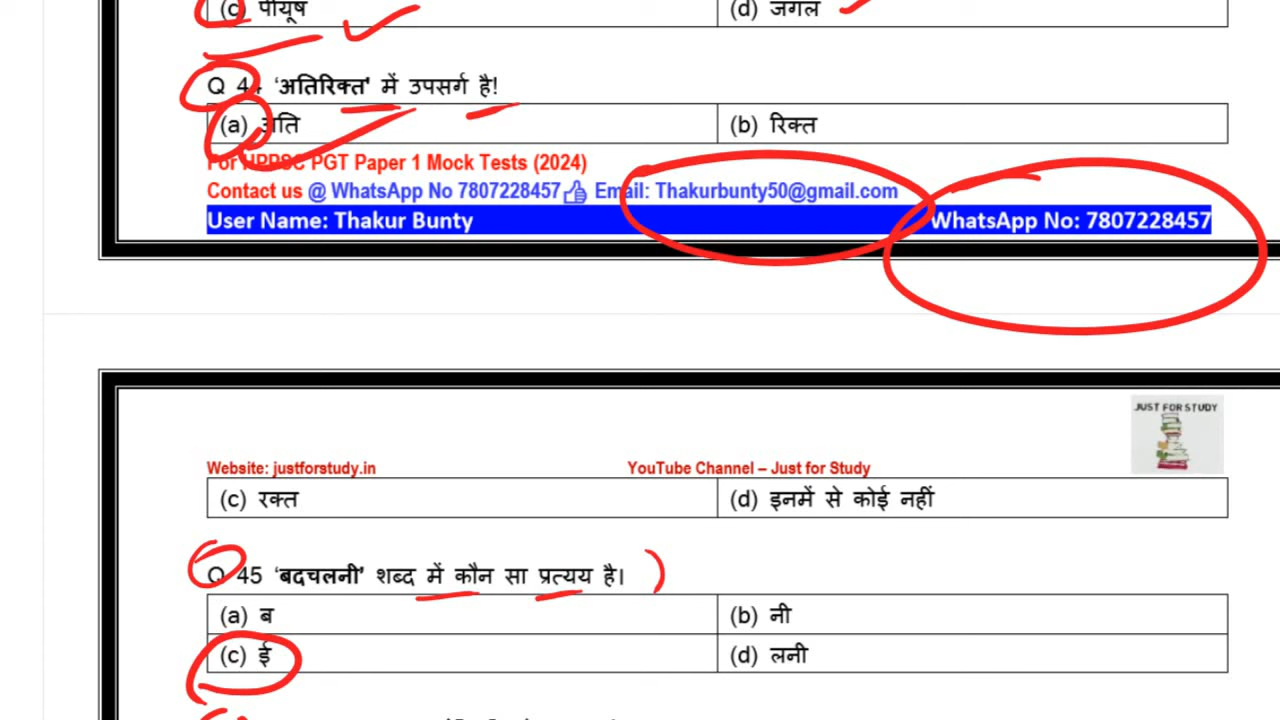 (c) पीयूष (d) जंगल
Q 44 ‘अतिरिक्त' में उपसर्ग है!
(a) अति (b) रिक्त
For HPPSC PGT Paper 1 Mock Tests (2024)
Contact us @ WhatsApp No 7807228457 Email: Thakurbunty50@gmail.com
User Name: Thakur Bunty WhatsApp No: 7807228457
JUST FOR STUDY
Website: justforstudy.in YouTube Channel – Just for Study
(c) रक्त (d) इनमें से कोई नहीं
Q 45 ‘बदचलनी' शब्द में कौन सा प्रत्यय है।
(a) ब (b) नी
(c) ई (d) लनी